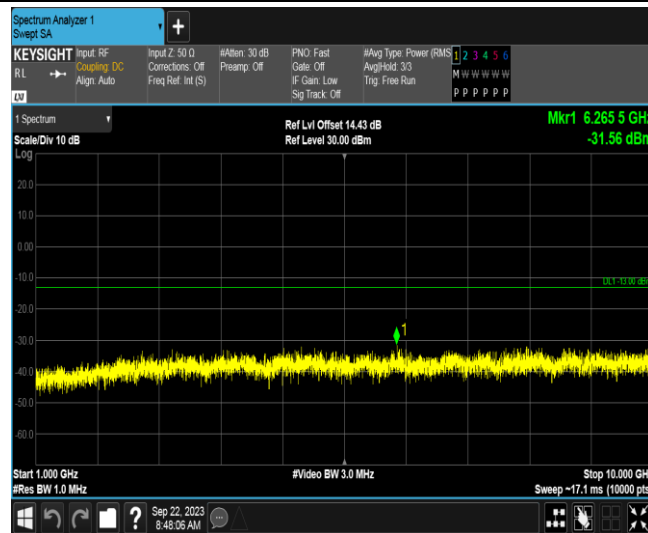 Spectrum Analyzer 1
Swept SA
+
KEYSIGHT
RL
LXI
Input: RF
Coupling: DC
Align: Auto
Input Z: 50 Ω
Corrections: Off
Freq Ref: Int (S)
#Atten: 30 dB
Preamp: Off
PNO: Fast
Gate: Off
IF Gain: Low
Sig Track: Off
#Avg Type: Power (RMS
Avg|Hold: 3/3
Trig: Free Run
1 2 3 4 5 6
M W W W W W
P P P P P P
1 Spectrum
Scale/Div 10 dB
Log
Ref Lvl Offset 14.43 dB
Ref Level 30.00 dBm
Mkr1 6.265 5 GHz
-31.56 dBm
20.0
10.0
0.00
-10.0
DL1 -13.00 dBm
-20.0
-30.0
1
-40.0
-50.0
-60.0
Start 1.000 GHz
#Res BW 1.0 MHz
#Video BW 3.0 MHz
Stop 10.000 GHz
Sweep ~17.1 ms (10000 pts)
?
Sep 22, 2023
8:48:06 AM